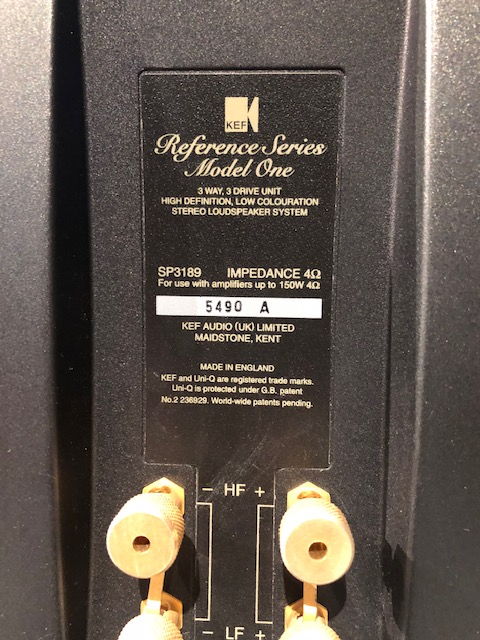 KEF
Reference Series
Model One
3 WAY, 3 DRIVE UNIT
HIGH DEFINITION, LOW COLOURATION
STEREO LOUDSPEAKER SYSTEM
SP3189 IMPEDANCE 4Ω
For use with amplifiers up to 150W 4Ω
5490 A
KEF AUDIO (UK) LIMITED
MAIDSTONE, KENT
MADE IN ENGLAND
KEF and Uni-Q are registered trade marks.
Uni-Q is protected under G.B. patent
No.2 236929. World-wide patents pending.
– HF +
– LF +